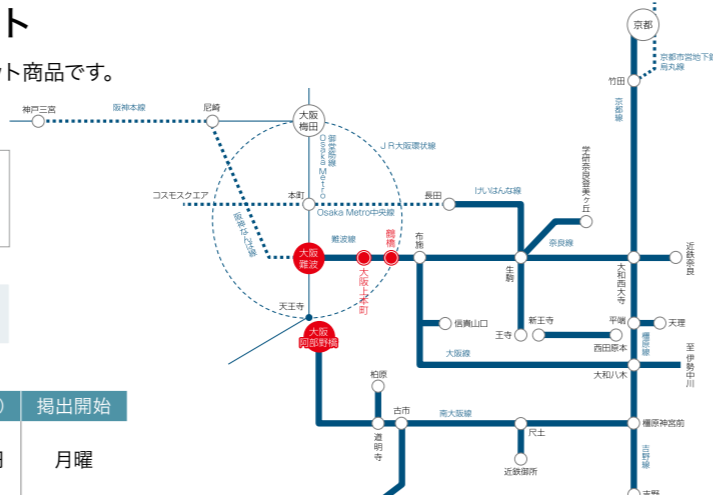 ト
ト商品です。
京都
京都市営地下鉄
烏丸線
竹田
京都線
神戸三宮
阪神本線
尼崎
大阪
梅田
御堂筋線
Osaka Metro
JR大阪環状線
学研奈良登美ヶ丘
コスモスクエア
本町
長田
けいはんな線
Osaka Metro中央線
阪神なんば線
難波線
鶴橋
布施
奈良線
大阪
難波
大阪上本町
生駒
大和西大寺
近鉄奈良
天王寺
大阪
阿部野橋
信貴山口
王寺
新王寺
西田原本
平端
天理
橿原線
至 伊勢中川
大阪線
大和八木
柏原
古市
南大阪線
道明寺
尺土
橿原神宮前
近鉄御所
吉野線
吉野
掲出開始
月曜